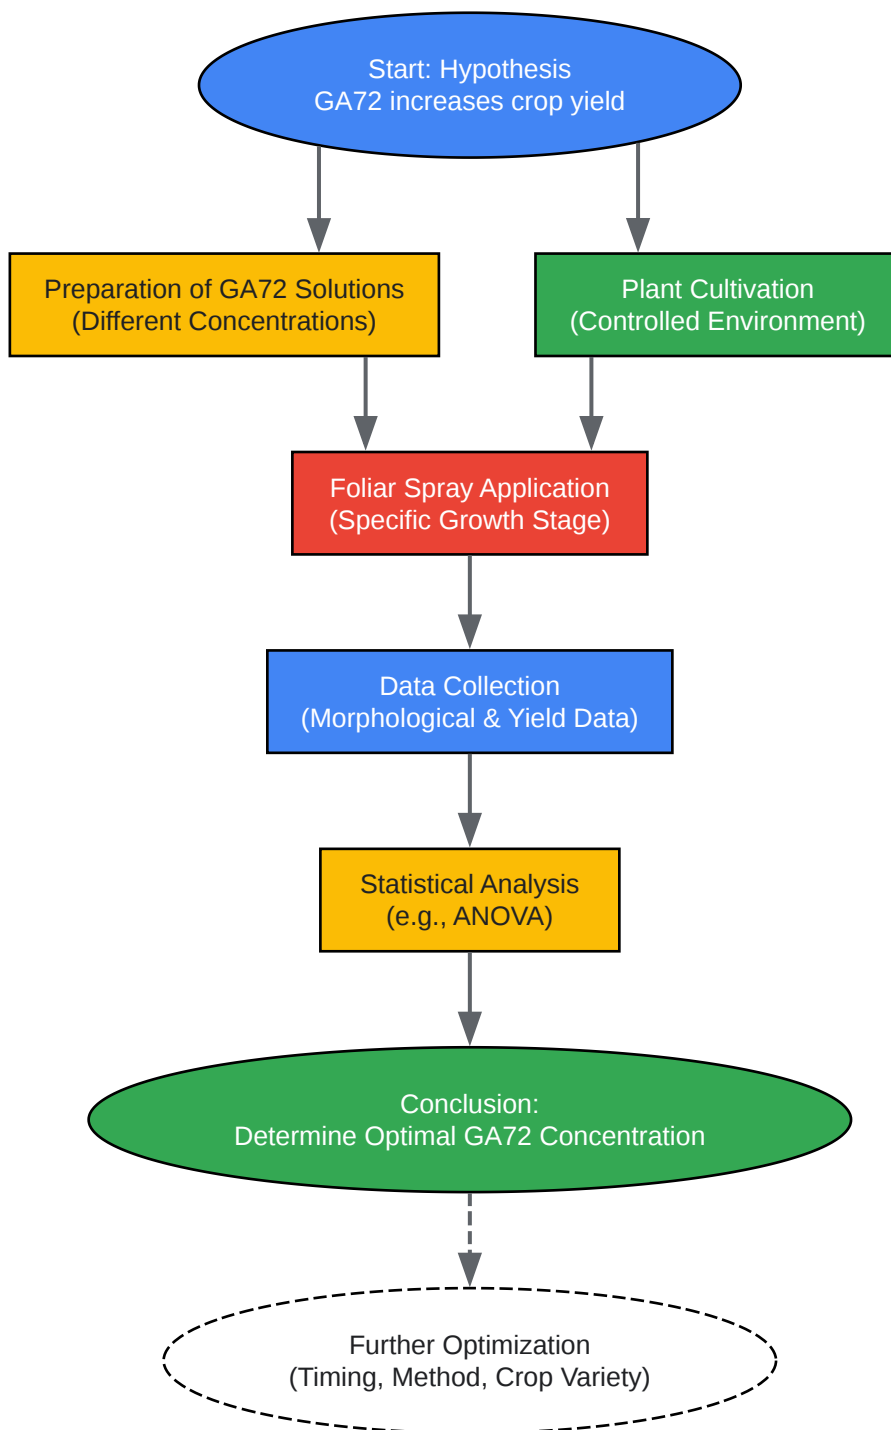 Start: Hypothesis
GA72 increases crop yield
Preparation of GA72 Solutions
(Different Concentrations)
Plant Cultivation
(Controlled Environment)
Foliar Spray Application
(Specific Growth Stage)
Data Collection
(Morphological & Yield Data)
Statistical Analysis
(e.g., ANOVA)
Conclusion:
Determine Optimal GA72 Concentration
Further Optimization
(Timing, Method, Crop Variety)